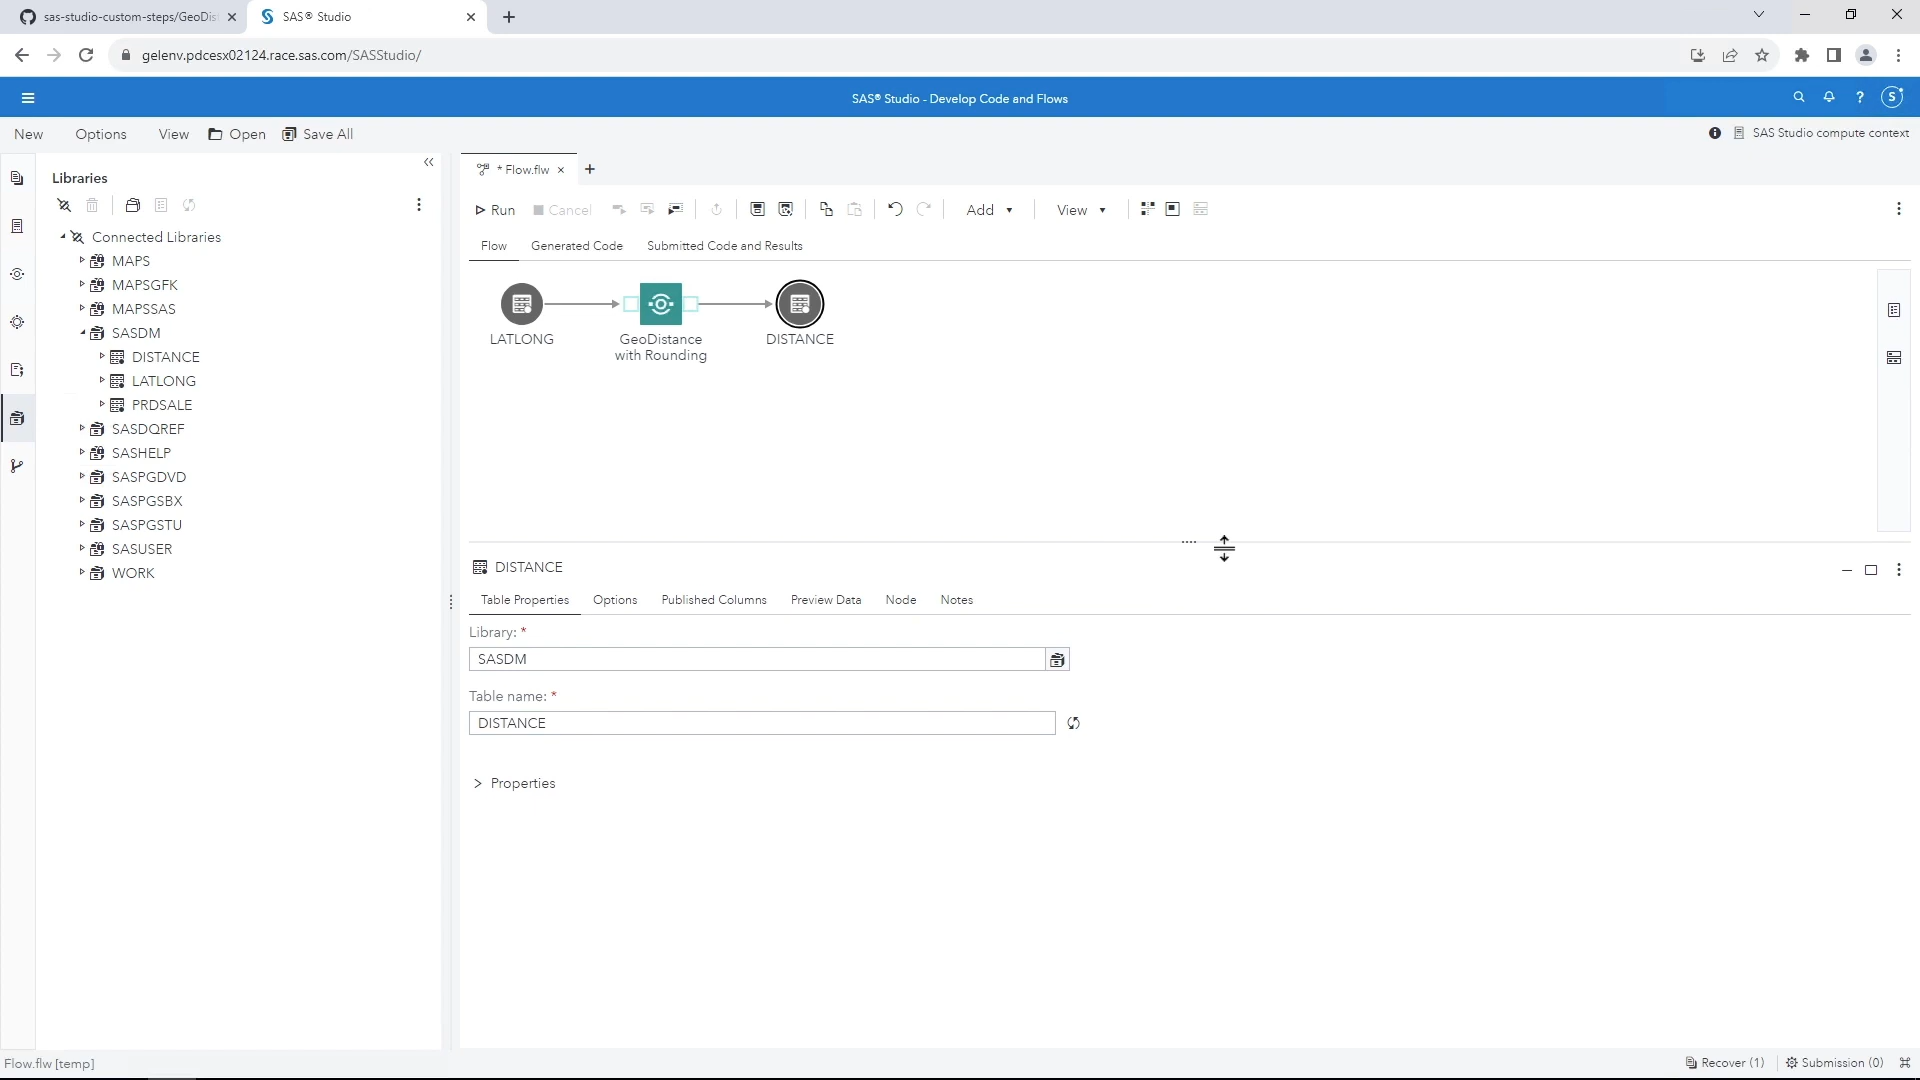 sas-studio-custom-steps/GeoDis
SAS® Studio
gelenv.pdcesx02124.race.sas.com/SASStudio/
SAS® Studio - Develop Code and Flows
New Options View Open Save All
SAS Studio compute context
Libraries
Connected Libraries
MAPS
MAPSGFK
MAPSSAS
SASDM
DISTANCE
LATLONG
PRDSALE
SASDQREF
SASHELP
SASPGDVD
SASPGSBX
SASPGSTU
SASUSER
WORK
* Flow.flw
Run Cancel Add View
Flow Generated Code Submitted Code and Results
LATLONG
GeoDistance
with Rounding
DISTANCE
DISTANCE
Table Properties Options Published Columns Preview Data Node Notes
Library: *
SASDM
Table name: *
DISTANCE
Properties
Flow.flw [temp]
Recover (1) Submission (0)